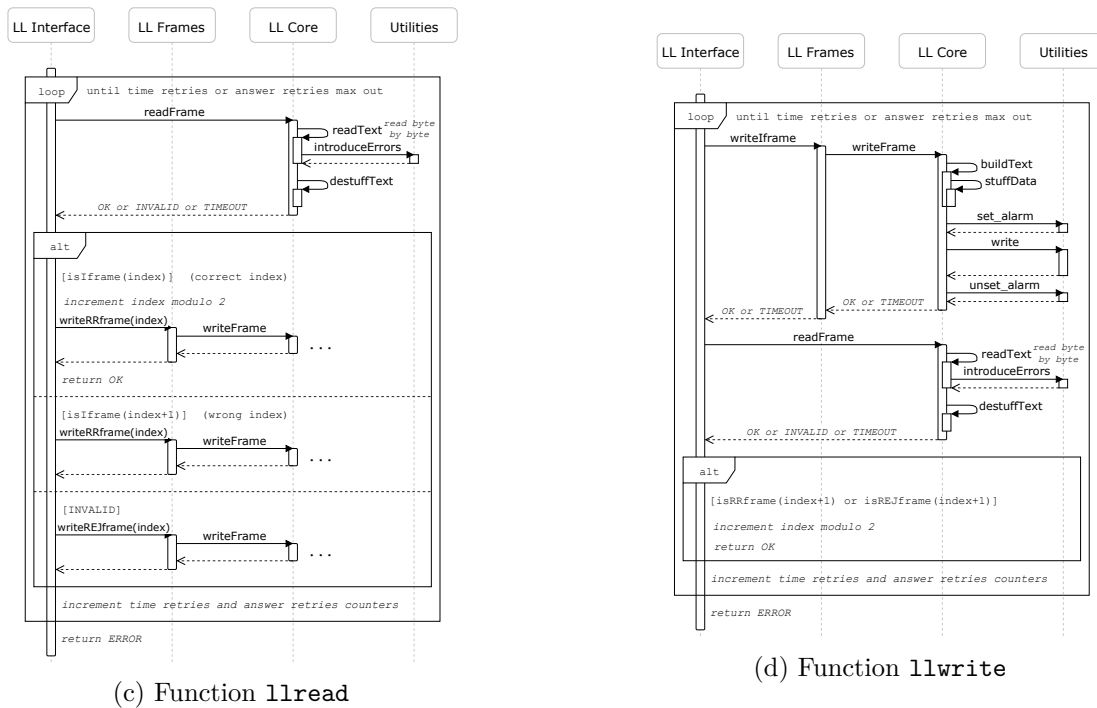 LL Interface LL Frames LL Core Utilities
loop until time retries or answer retries max out
readFrame
readText read byte by byte
introduceErrors
destuffText
OK or INVALID or TIMEOUT
alt
[isIframe(index)] (correct index)
increment index modulo 2
writeRRframe(index)
writeFrame
...
return OK
[isIframe(index+1)] (wrong index)
writeRRframe(index)
writeFrame
...
[INVALID]
writeREJframe(index)
writeFrame
...
increment time retries and answer retries counters
return ERROR
(c) Function llread
LL Interface LL Frames LL Core Utilities
loop until time retries or answer retries max out
writeIframe
writeFrame
buildText
stuffData
set_alarm
write
unset_alarm
OK or TIMEOUT
OK or TIMEOUT
readFrame
readText read byte by byte
introduceErrors
destuffText
OK or INVALID or TIMEOUT
alt
[isRRframe(index+1) or isREJframe(index+1)]
increment index modulo 2
return OK
increment time retries and answer retries counters
return ERROR
(d) Function llwrite